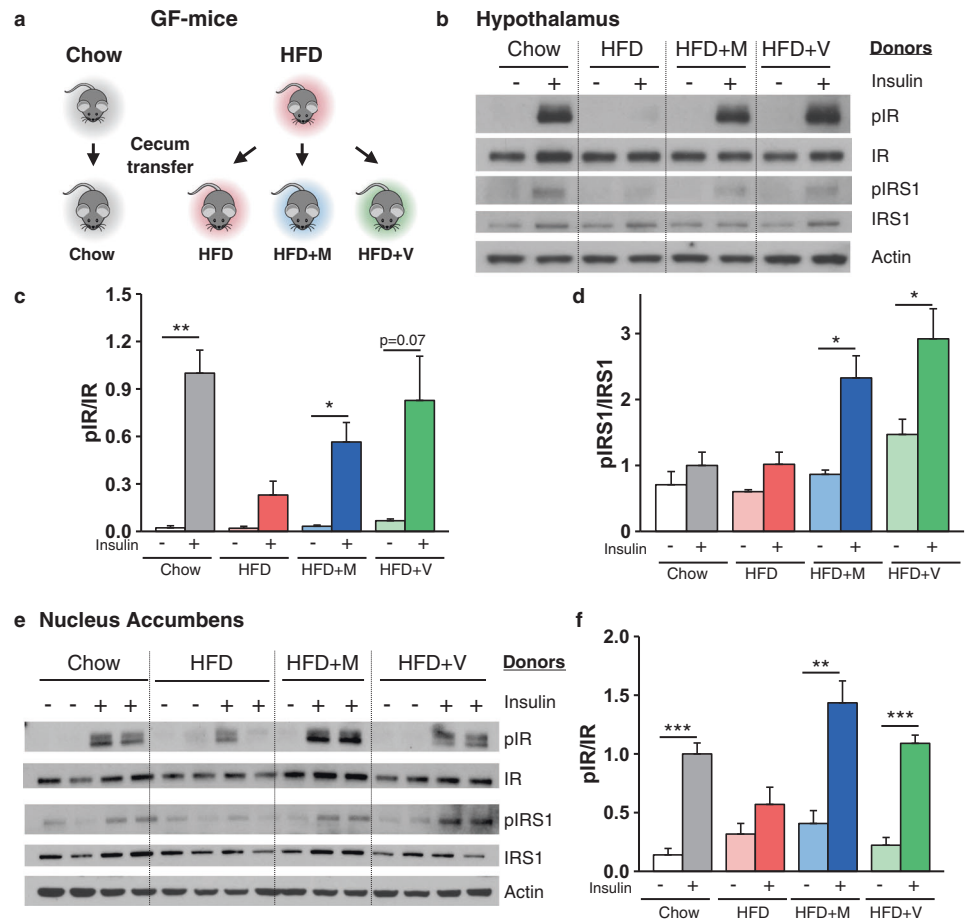 a
GF-mice
Chow
HFD
Cecum
transfer
Chow
HFD
HFD+M
HFD+V
b Hypothalamus
Chow HFD HFD+M HFD+V Donors
- + - + - + - + Insulin
pIR
IR
pIRS1
IRS1
Actin
c
pIR/IR
1.5
1.2
0.9
0.6
0.3
0.0
**
*
p=0.07
Insulin - + - + - + - +
Chow HFD HFD+M HFD+V
d
pIRS1/IRS1
3
2
1
0
*
*
Insulin - + - + - + - +
Chow HFD HFD+M HFD+V
e Nucleus Accumbens
Chow HFD HFD+M HFD+V Donors
- - + + - - + + - + + - - + + Insulin
pIR
IR
pIRS1
IRS1
Actin
f
pIR/IR
2.0
1.5
1.0
0.5
0.0
***
**
***
Insulin - + - + - + - +
Chow HFD HFD+M HFD+V